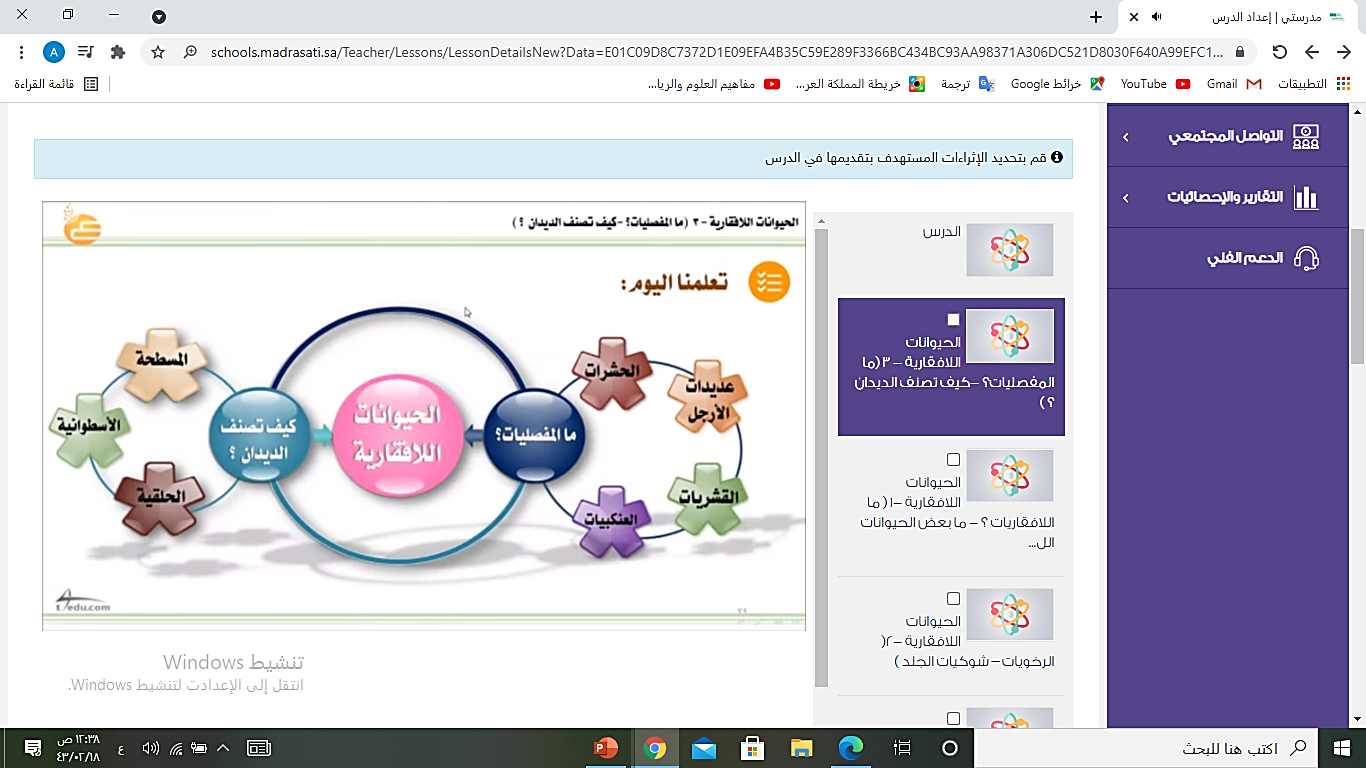 مدرستي | إعداد الدرس
schools.madrasati.sa/Teacher/Lessons/LessonDetailsNew?Data=E01C09D8C7372D1E09EFA4B35C5E289F3366BC434BC93AA98371A306DC521D8030F640A99EFC1...
A
التطبيقات
Gmail
YouTube
خرائط Google
ترجمة
خريطة المملكة العر...
مفاهيم العلوم والريا...
قائمة القراءة
التواصل المجتمعي
التقارير والإحصائيات
الدعم الفني
قم بتحديد الإثراءات المستهدف بتقديمها في الدرس
الدرس
الحيوانات
اللافقارية – ٣ (ما
المفصليات؟ –كيف تصنف الديدان
؟ )
الحيوانات
اللافقارية –١ ( ما
اللافقاريات ؟ – ما بعض الحيوانات
الل...
الحيوانات
اللافقارية –٢(
الرخويات – شوكيات الجلد )
الحيوانات اللافقارية -٣ (ما المفصليات؟ -كيف تصنف الديدان ؟ )
تعلمنا اليوم:
الحشرات
عديدات
الأرجل
القشريات
العنكبيات
ما المفصليات؟
الحيوانات
اللافقارية
كيف تصنف
الديدان ؟
المسطحة
الأسطوانية
الحلقية
t4edu.com
تنشيط Windows
انتقل إلى الإعدادات لتنشيط Windows.
اكتب هنا للبحث
ع
١٢:٣٨ ص
٤٣/٠٢/١٨